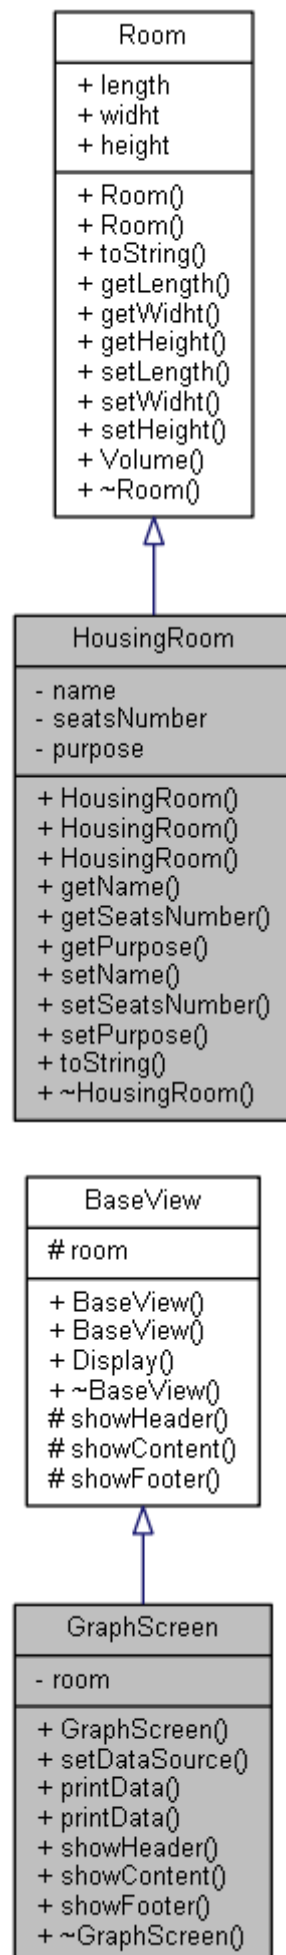 Room
+ length
+ widht
+ height
+ Room()
+ Room()
+ toString()
+ getLength()
+ getWidht()
+ getHeight()
+ setLength()
+ setWidht()
+ setHeight()
+ Volume()
+ ~Room()
HousingRoom
- name
- seatsNumber
- purpose
+ HousingRoom()
+ HousingRoom()
+ HousingRoom()
+ getName()
+ getSeatsNumber()
+ getPurpose()
+ setName()
+ setSeatsNumber()
+ setPurpose()
+ toString()
+ ~HousingRoom()
BaseView
# room
+ BaseView()
+ BaseView()
+ Display()
+ ~BaseView()
# showHeader()
# showContent()
# showFooter()
GraphScreen
- room
+ GraphScreen()
+ setDataSource()
+ printData()
+ printData()
+ showHeader()
+ showContent()
+ showFooter()
+ ~GraphScreen()